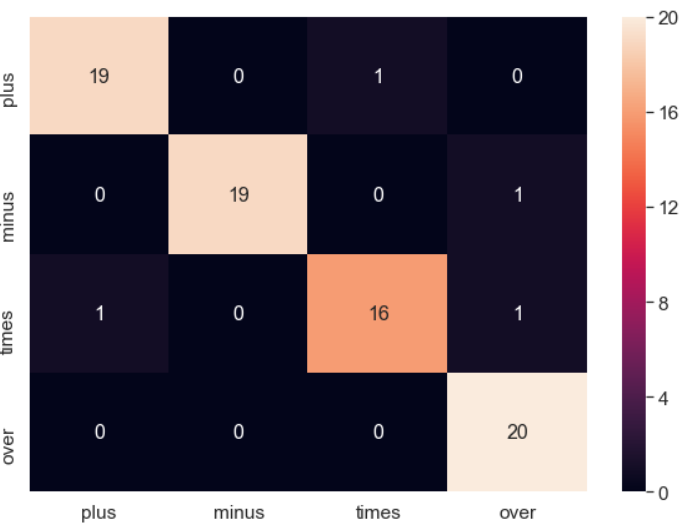 plus 19 0 1 0
minus 0 19 0 1
times 1 0 16 1
over 0 0 0 20
plus minus times over
20
16
12
8
4
0